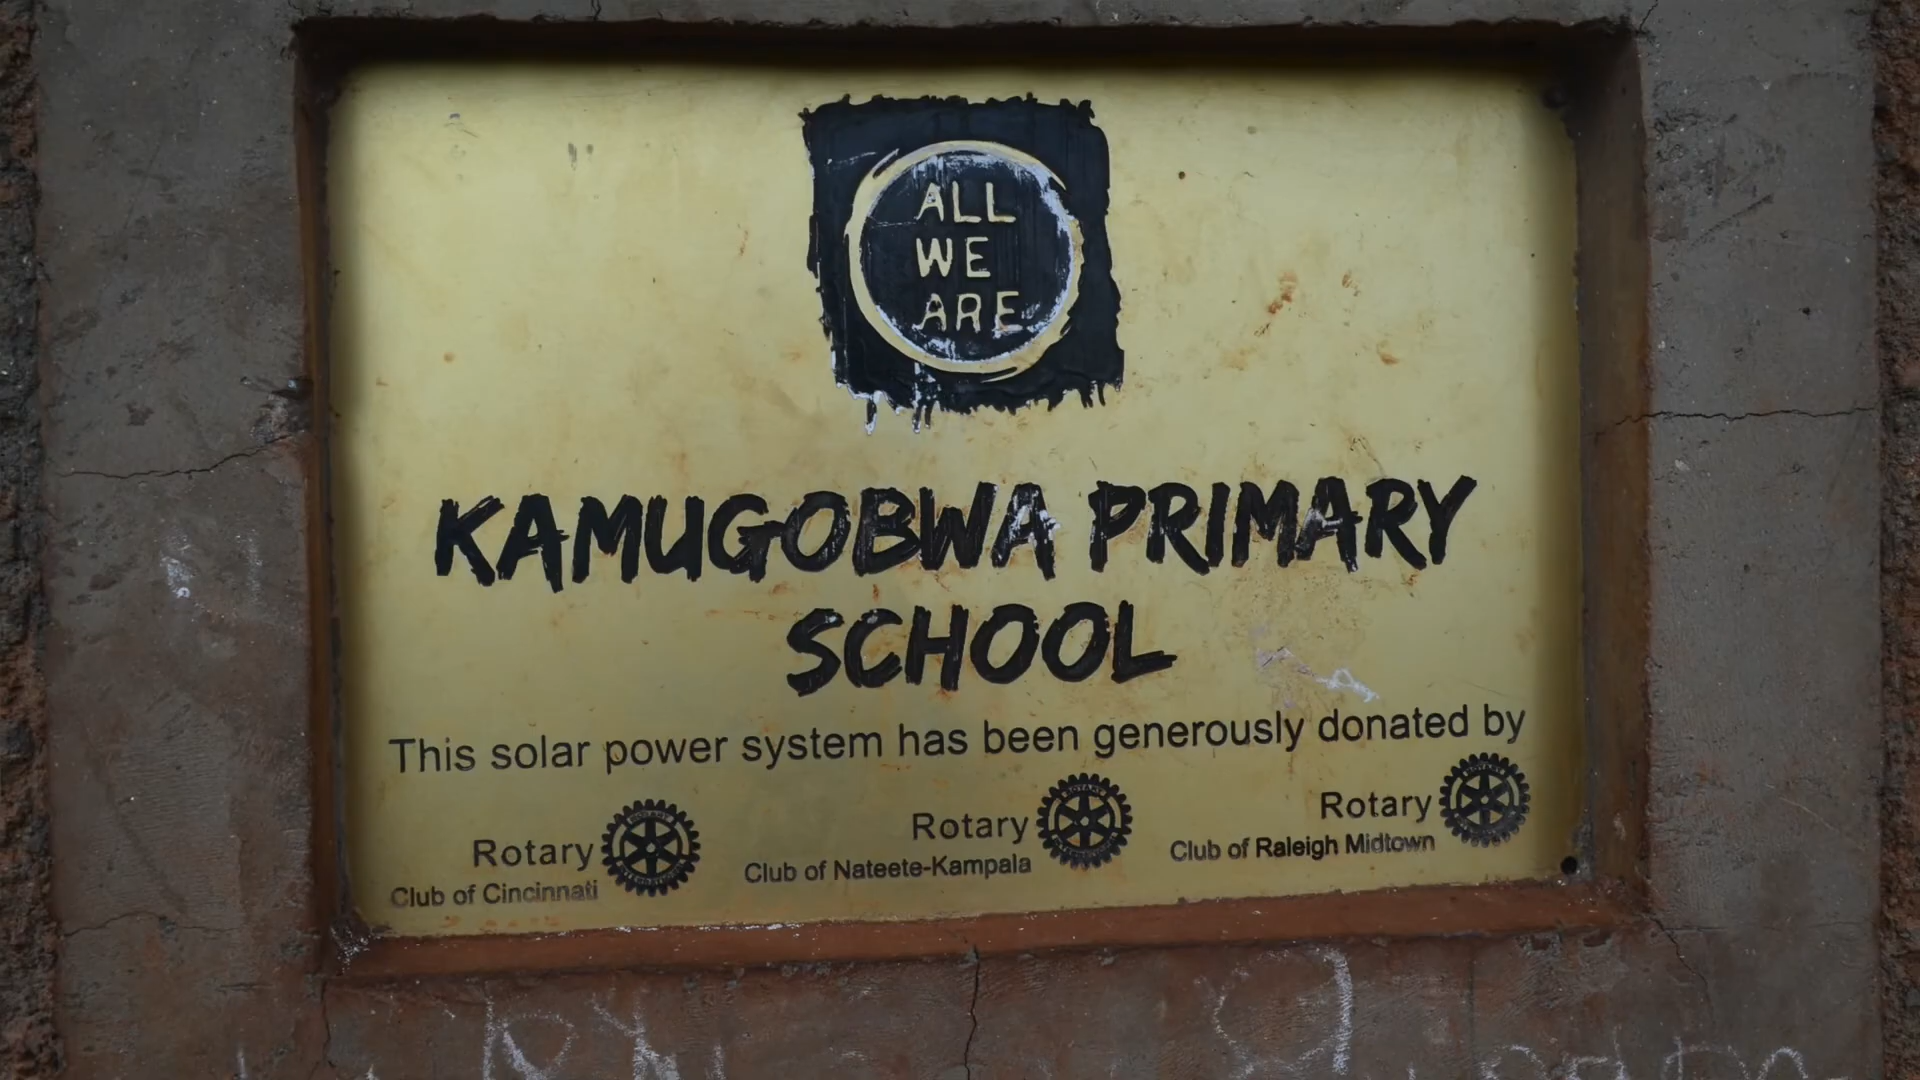 ALL
WE
ARE
KAMUGOBWA PRIMARY
SCHOOL
This solar power system has been generously donated by
Rotary
Club of Cincinnati
Rotary
Club of Nateete-Kampala
Rotary
Club of Raleigh Midtown